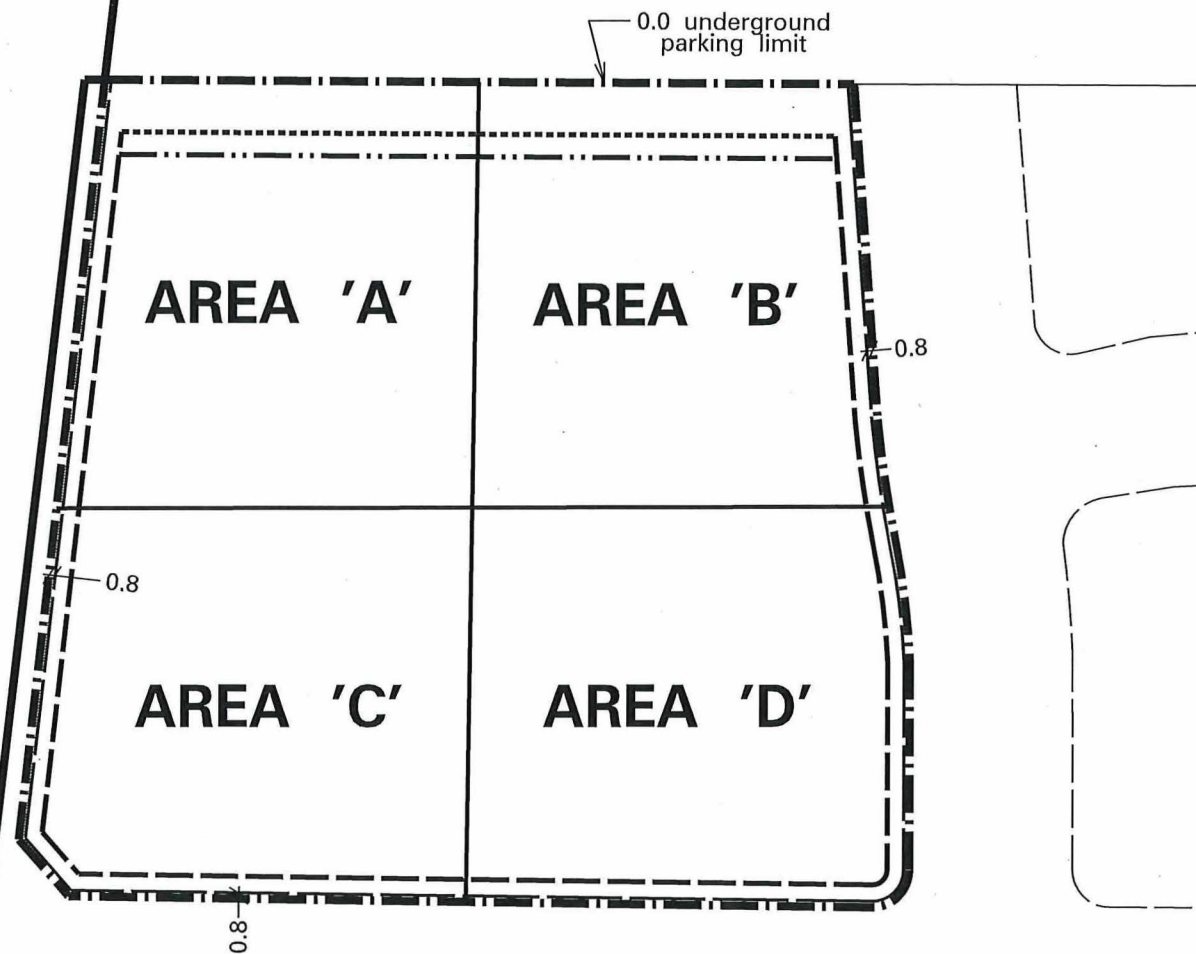 0.0 underground
parking limit
AREA 'A'
AREA 'B'
0.8
0.8
AREA 'C'
AREA 'D'
0.8